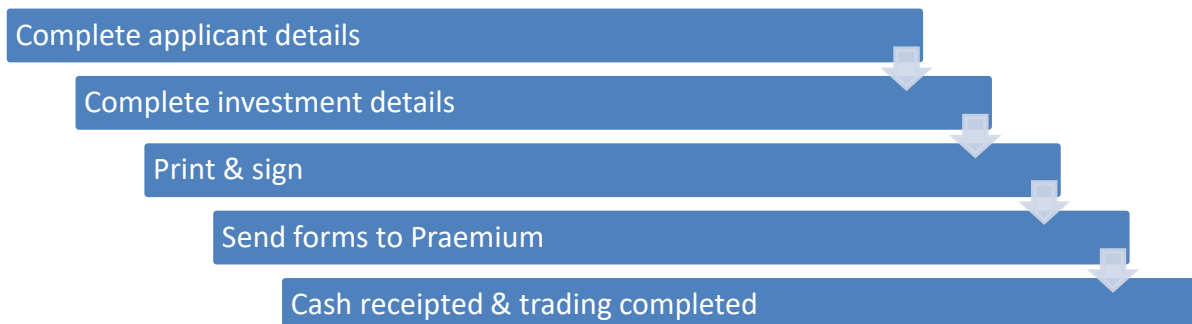 Complete applicant details
Complete investment details
Print & sign
Send forms to Praemium
Cash receipted & trading completed